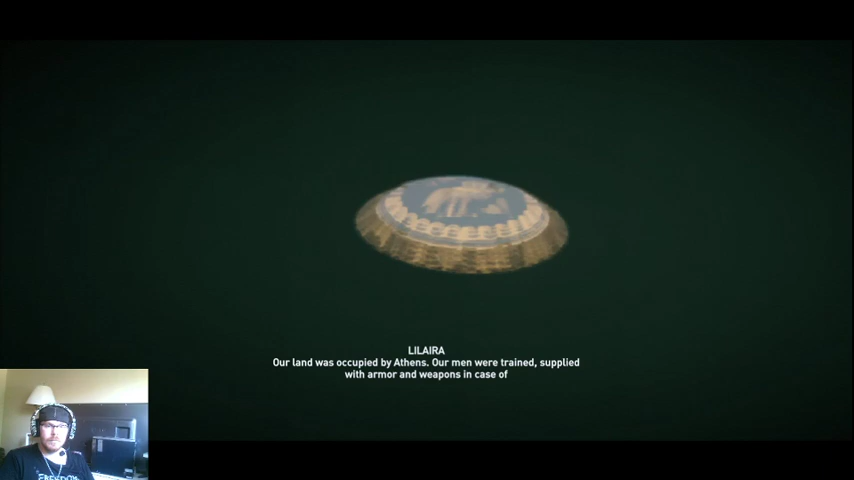 LILAIRA
Our land was occupied by Athens. Our men were trained, supplied
with armor and weapons in case of